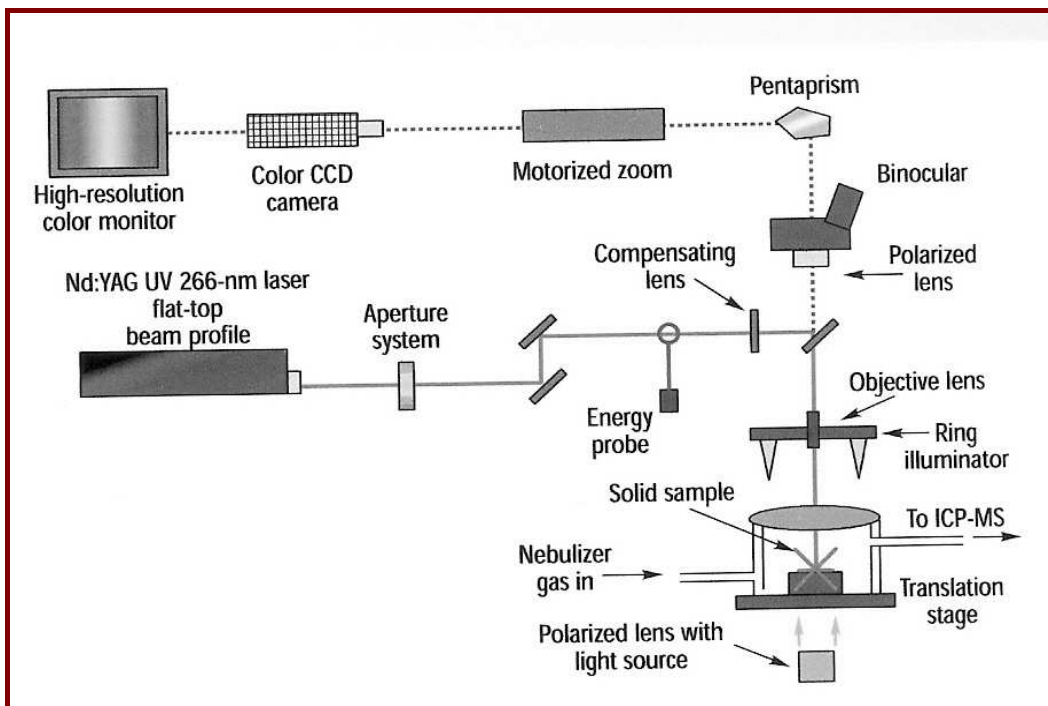 Pentaprism
High-resolution
color monitor
Color CCD
camera
Motorized zoom
Binocular
Polarized
lens
Compensating
lens
Nd:YAG UV 266-nm laser
flat-top
beam profile
Aperture
system
Energy
probe
Objective lens
Ring
illuminator
Solid sample
To ICP-MS
Nebulizer
gas in
Translation
stage
Polarized lens with
light source